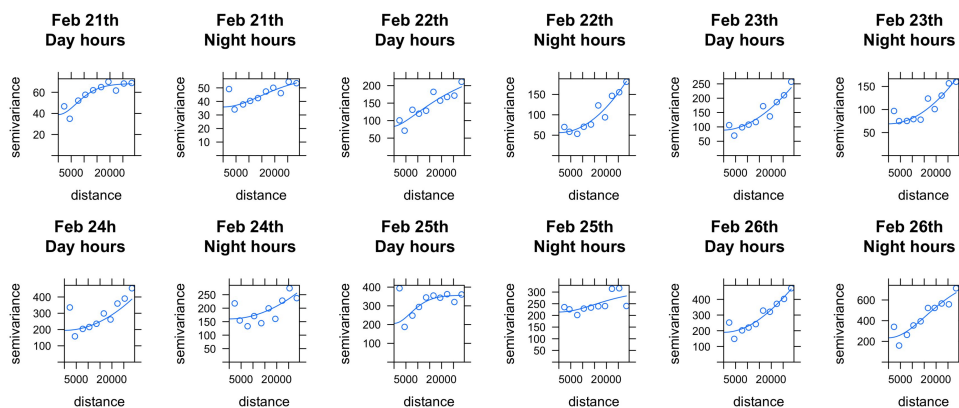 Feb 21th Feb 21th Feb 22th Feb 22th Feb 23th Feb 23th
Day hours Night hours Day hours Night hours Day hours Night hours
semivariance semivariance semivariance semivariance semivariance semivariance
60 50 200 150 250 150
40 40 150 100 200 100
20 30 100 50 150 50
20 50 100
10 50
5000 20000 5000 20000 5000 20000 5000 20000 5000 20000 5000 20000
distance distance distance distance distance distance
Feb 24h Feb 24th Feb 25th Feb 25th Feb 26th Feb 26th
Day hours Night hours Day hours Night hours Day hours Night hours
semivariance semivariance semivariance semivariance semivariance semivariance
400 250 400 300 400 600
300 200 300 250 300 400
200 150 200 200 200 200
100 100 100 150 100
50 100
50
5000 20000 5000 20000 5000 20000 5000 20000 5000 20000 5000 20000
distance distance distance distance distance distance